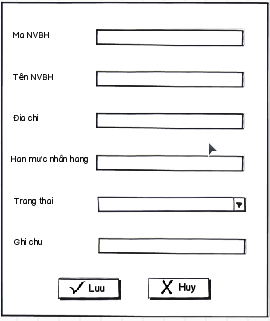 Ma NVBH
Tên NVBH
Đia chi
Han mưc nhân hang
Trang thai
Ghi chu
Luu
Huy